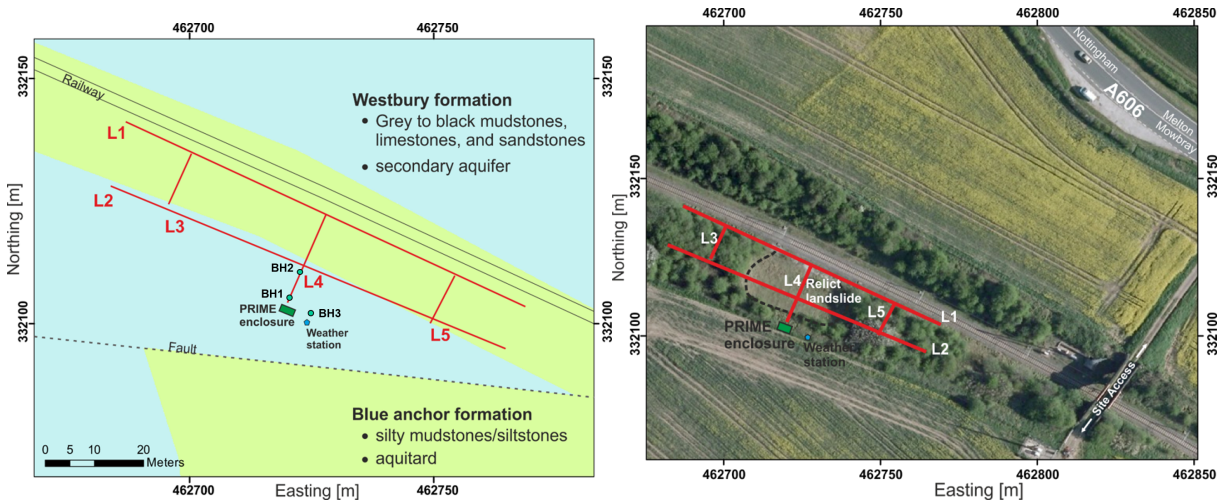 462700
462750
332150
332100
Northing [m]
Railway
L1
L2
L3
L4
L5
BH2
BH1
BH3
PRIME
enclosure
Weather
station
Fault
Westbury formation
• Grey to black mudstones,
limestones, and sandstones
• secondary aquifer
Blue anchor formation
• silty mudstones/siltstones
• aquitard
0 5 10 20
Meters
332150
332100
462700
462750
Easting [m]
462700
462750
462800
462850
332150
332100
Northing [m]
Nottingham
A606
Melton
Mowbray
L3
L4
Relict
landslide
L5
L1
L2
PRIME
enclosure
Weather
station
Site Access
332150
332100
462700
462750
462800
462850
Easting [m]